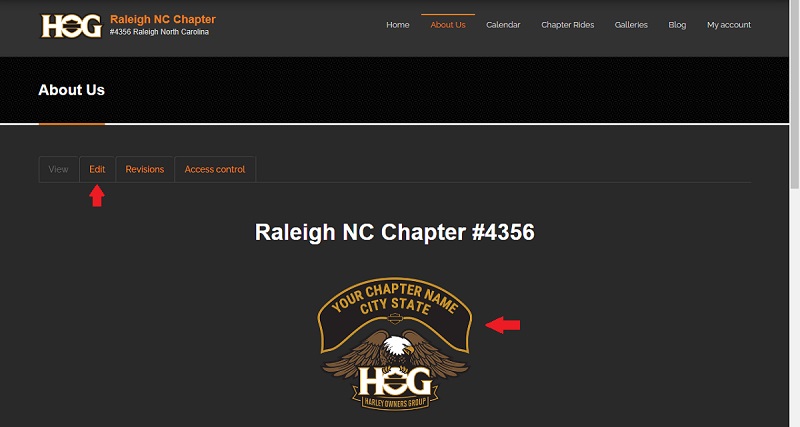 HOG
Raleigh NC Chapter
#4356 Raleigh North Carolina
Home About Us Calendar Chapter Rides Galleries Blog My account
About Us
View Edit Revisions Access control
Raleigh NC Chapter #4356
YOUR CHAPTER NAME
CITY STATE
HOG
HARLEY OWNERS GROUP